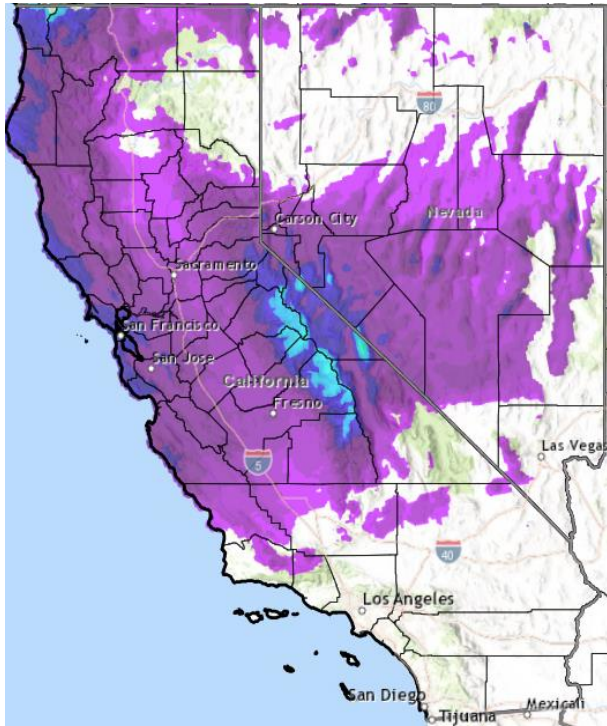 80
Carson City
Nevada
Sacramento
San Francisco
San Jose
California
Fresno
5
Las Vegas
40
Los Angeles
San Diego
Tijuana
Mexicali